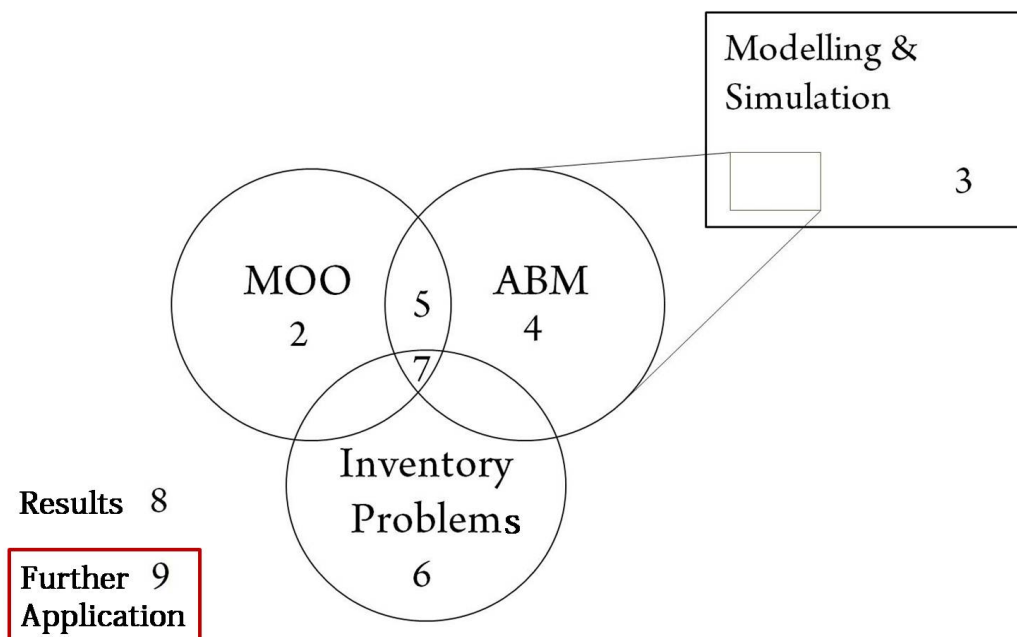 Modelling &
Simulation
3
MOO
2
5
ABM
4
7
Inventory
Problems
6
Results 8
Further 9
Application